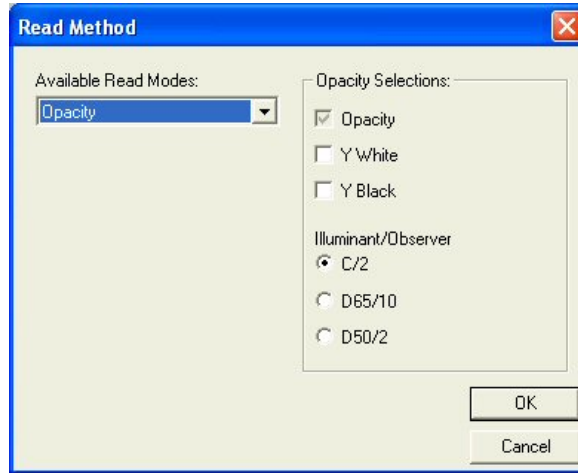 Read Method
Available Read Modes:
Opacity
Opacity Selections:
Opacity
Y White
Y Black
Illuminant/Observer
C/2
D65/10
D50/2
OK
Cancel